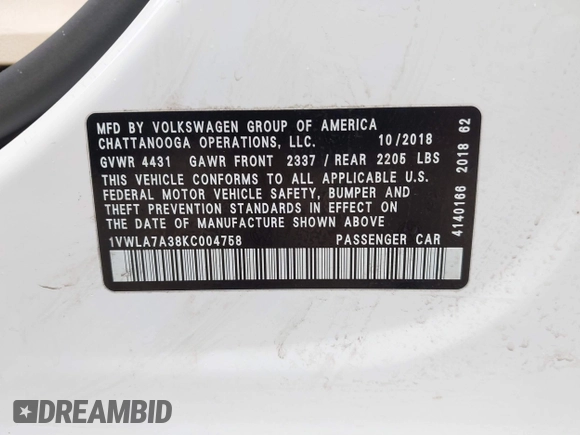 MFD BY VOLKSWAGEN GROUP OF AMERICA
CHATTANOOGA OPERATIONS, LLC. 10/2018
GVWR 4431 GAWR FRONT 2337 / REAR 2205 LBS
THIS VEHICLE CONFORMS TO ALL APPLICABLE U.S.
FEDERAL MOTOR VEHICLE SAFETY, BUMPER AND
THEFT PREVENTION STANDARDS IN EFFECT ON
THE DATE OF MANUFACTURE SHOWN ABOVE
1VWLA7A38KC004758 PASSENGER CAR
4140166 2018 62
DREAMBID